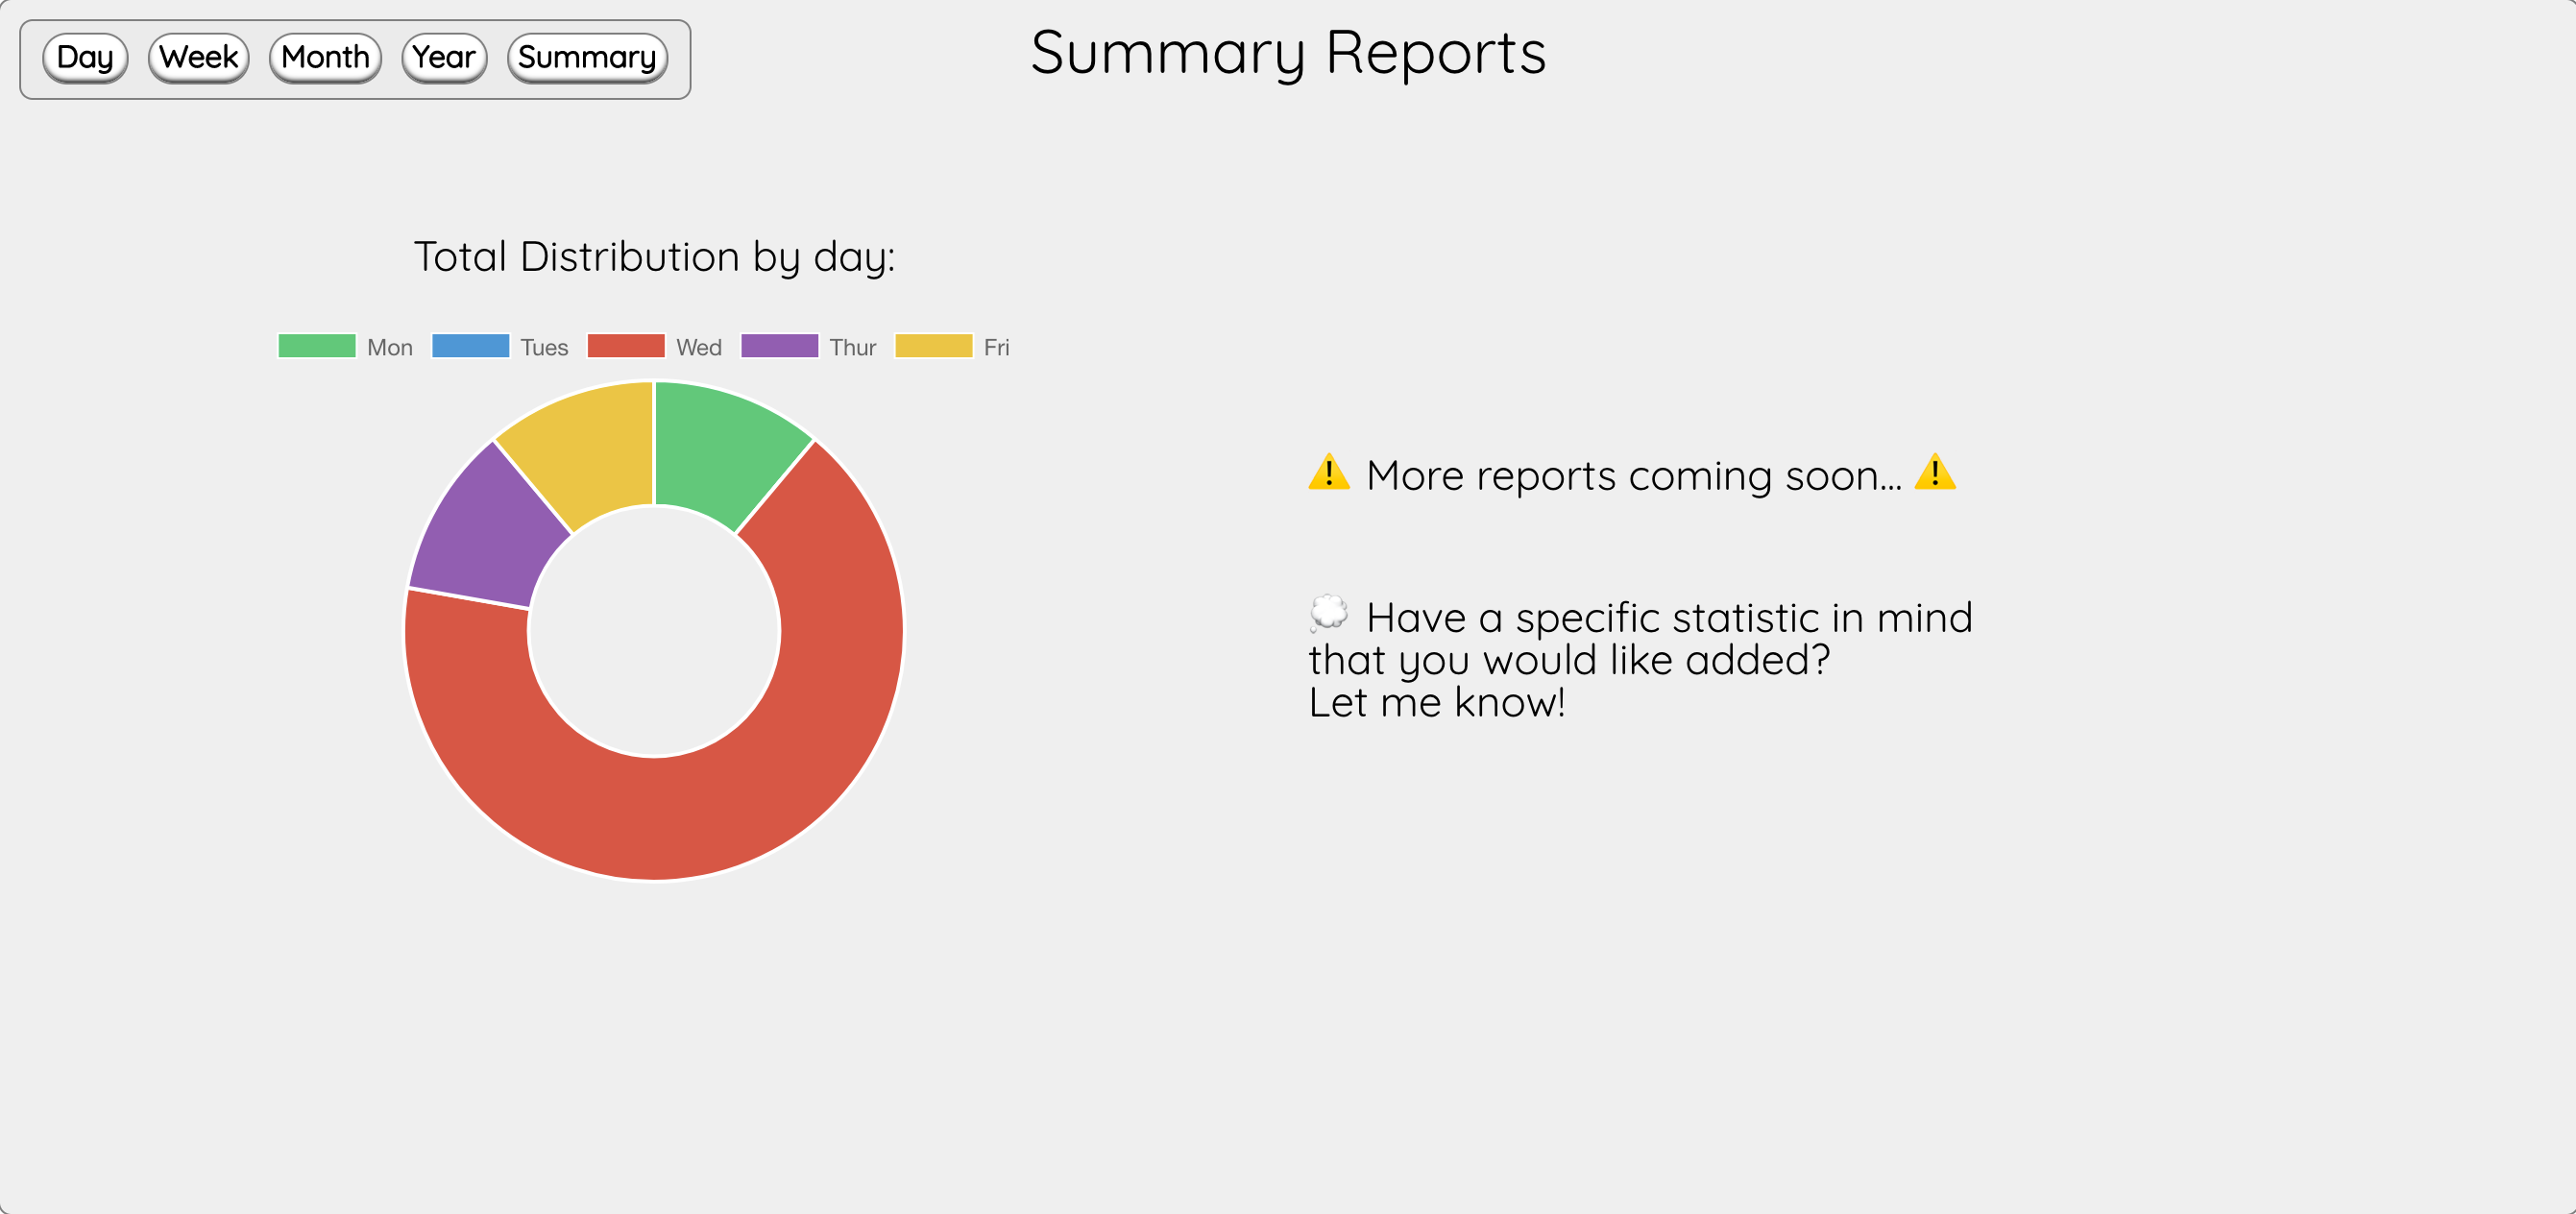 Day Week Month Year Summary
Summary Reports
Total Distribution by day:
Mon Tues Wed Thur Fri
⚠️ More reports coming soon... ⚠️
💭 Have a specific statistic in mind
that you would like added?
Let me know!